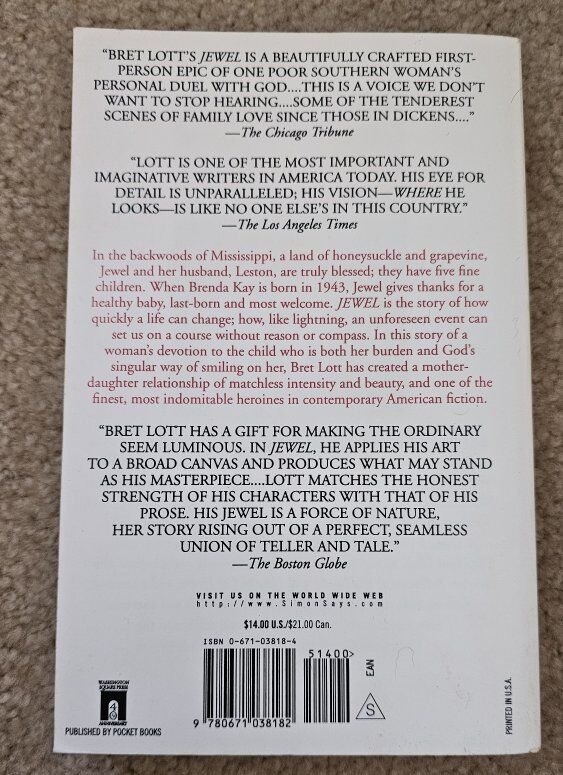 “BRET LOTT’S JEWEL IS A BEAUTIFULLY CRAFTED FIRST-
PERSON EPIC OF ONE POOR SOUTHERN WOMAN’S
PERSONAL DUEL WITH GOD....THIS IS A VOICE WE DON’T
WANT TO STOP HEARING....SOME OF THE TENDEREST
SCENES OF FAMILY LOVE SINCE THOSE IN DICKENS....”
—The Chicago Tribune
“LOTT IS ONE OF THE MOST IMPORTANT AND
IMAGINATIVE WRITERS IN AMERICA TODAY. HIS EYE FOR
DETAIL IS UNPARALLELED; HIS VISION—WHERE HE
LOOKS—IS LIKE NO ONE ELSE’S IN THIS COUNTRY.”
—The Los Angeles Times
In the backwoods of Mississippi, a land of honeysuckle and grapevine,
Jewel and her husband, Leston, are truly blessed; they have five fine
children. When Brenda Kay is born in 1943, Jewel gives thanks for a
healthy baby, last-born and most welcome. JEWEL is the story of how
quickly a life can change; how, like lightning, an unforeseen event can
set us on a course without reason or compass. In this story of a
woman’s devotion to the child who is both her burden and God’s
singular way of smiling on her, Bret Lott has created a mother-
daughter relationship of matchless intensity and beauty, and one of the
finest, most indomitable heroines in contemporary American fiction.
“BRET LOTT HAS A GIFT FOR MAKING THE ORDINARY
SEEM LUMINOUS. IN JEWEL, HE APPLIES HIS ART
TO A BROAD CANVAS AND PRODUCES WHAT MAY STAND
AS HIS MASTERPIECE....LOTT MATCHES THE HONEST
STRENGTH OF HIS CHARACTERS WITH THAT OF HIS
PROSE. HIS JEWEL IS A FORCE OF NATURE,
HER STORY RISING OUT OF A PERFECT, SEAMLESS
UNION OF TELLER AND TALE.”
—The Boston Globe
VISIT US ON THE WORLD WIDE WEB
http://www.SimonSays.com
$14.00 U.S./$21.00 Can.
ISBN 0-671-03818-4
51400>
EAN
S
9 780671 038182
WASHINGTON
SQUARE PRESS
ANNIVERSARY
PUBLISHED BY POCKET BOOKS
PRINTED IN U.S.A.